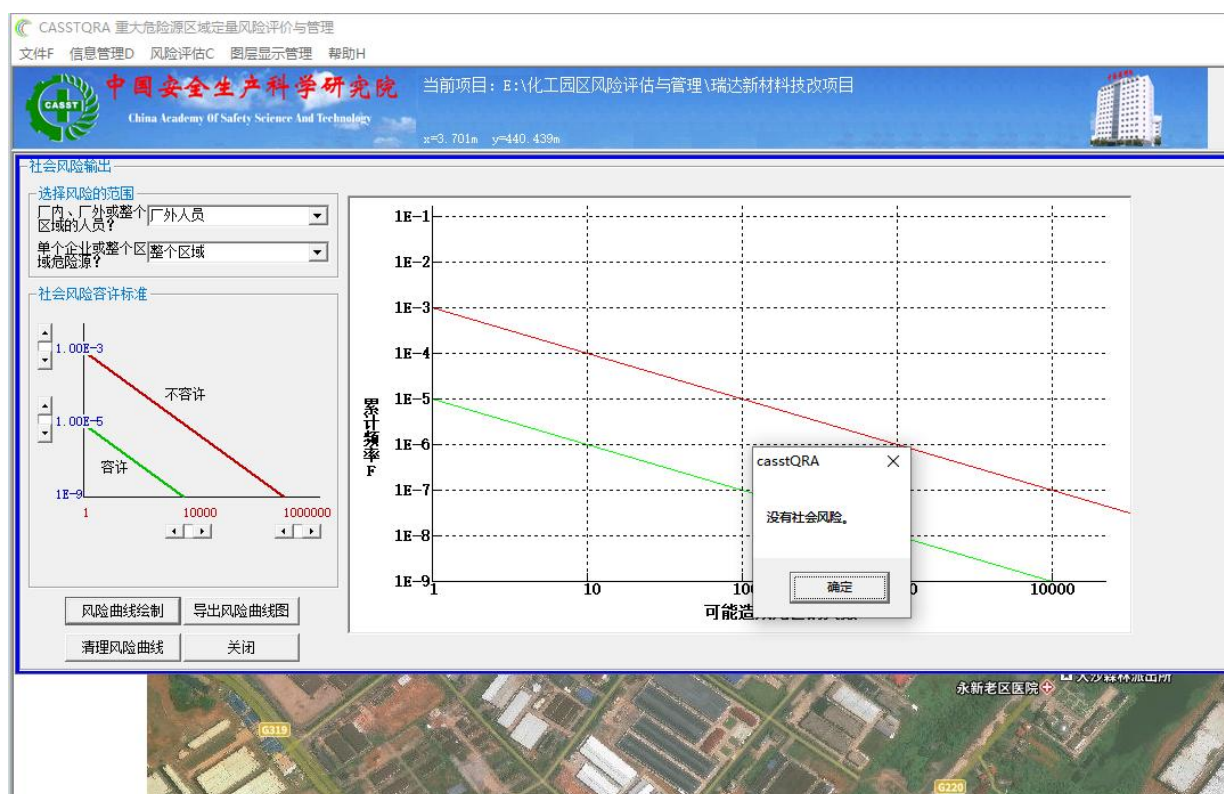 CASSTQRA 重大危险源区域定量风险评价与管理
文件F 信息管理D 风险评估C 图层显示管理 帮助H
CASST
中国安全生产科学研究院
China Academy Of Safety Science And Technology
当前项目：E:\化工园区风险评估与管理\瑞达新材料技改项目
x=3.701m y=440.439m
社会风险输出
选择风险的范围
厂内、厂外或整个区域的人员？
厂外人员
单个企业或整个区域危险源？
整个区域
社会风险容许标准
1.00E-3
不容许
1.00E-5
容许
1E-9
1 10000 1000000
风险曲线绘制 导出风险曲线图
清理风险曲线 关闭
1E-1
1E-2
1E-3
1E-4
1E-5
1E-6
1E-7
1E-8
1E-9
累计频率F
1 10 10 0 10000
可能造
casstQRA
没有社会风险。
确定
永新老区医院
G319
G220